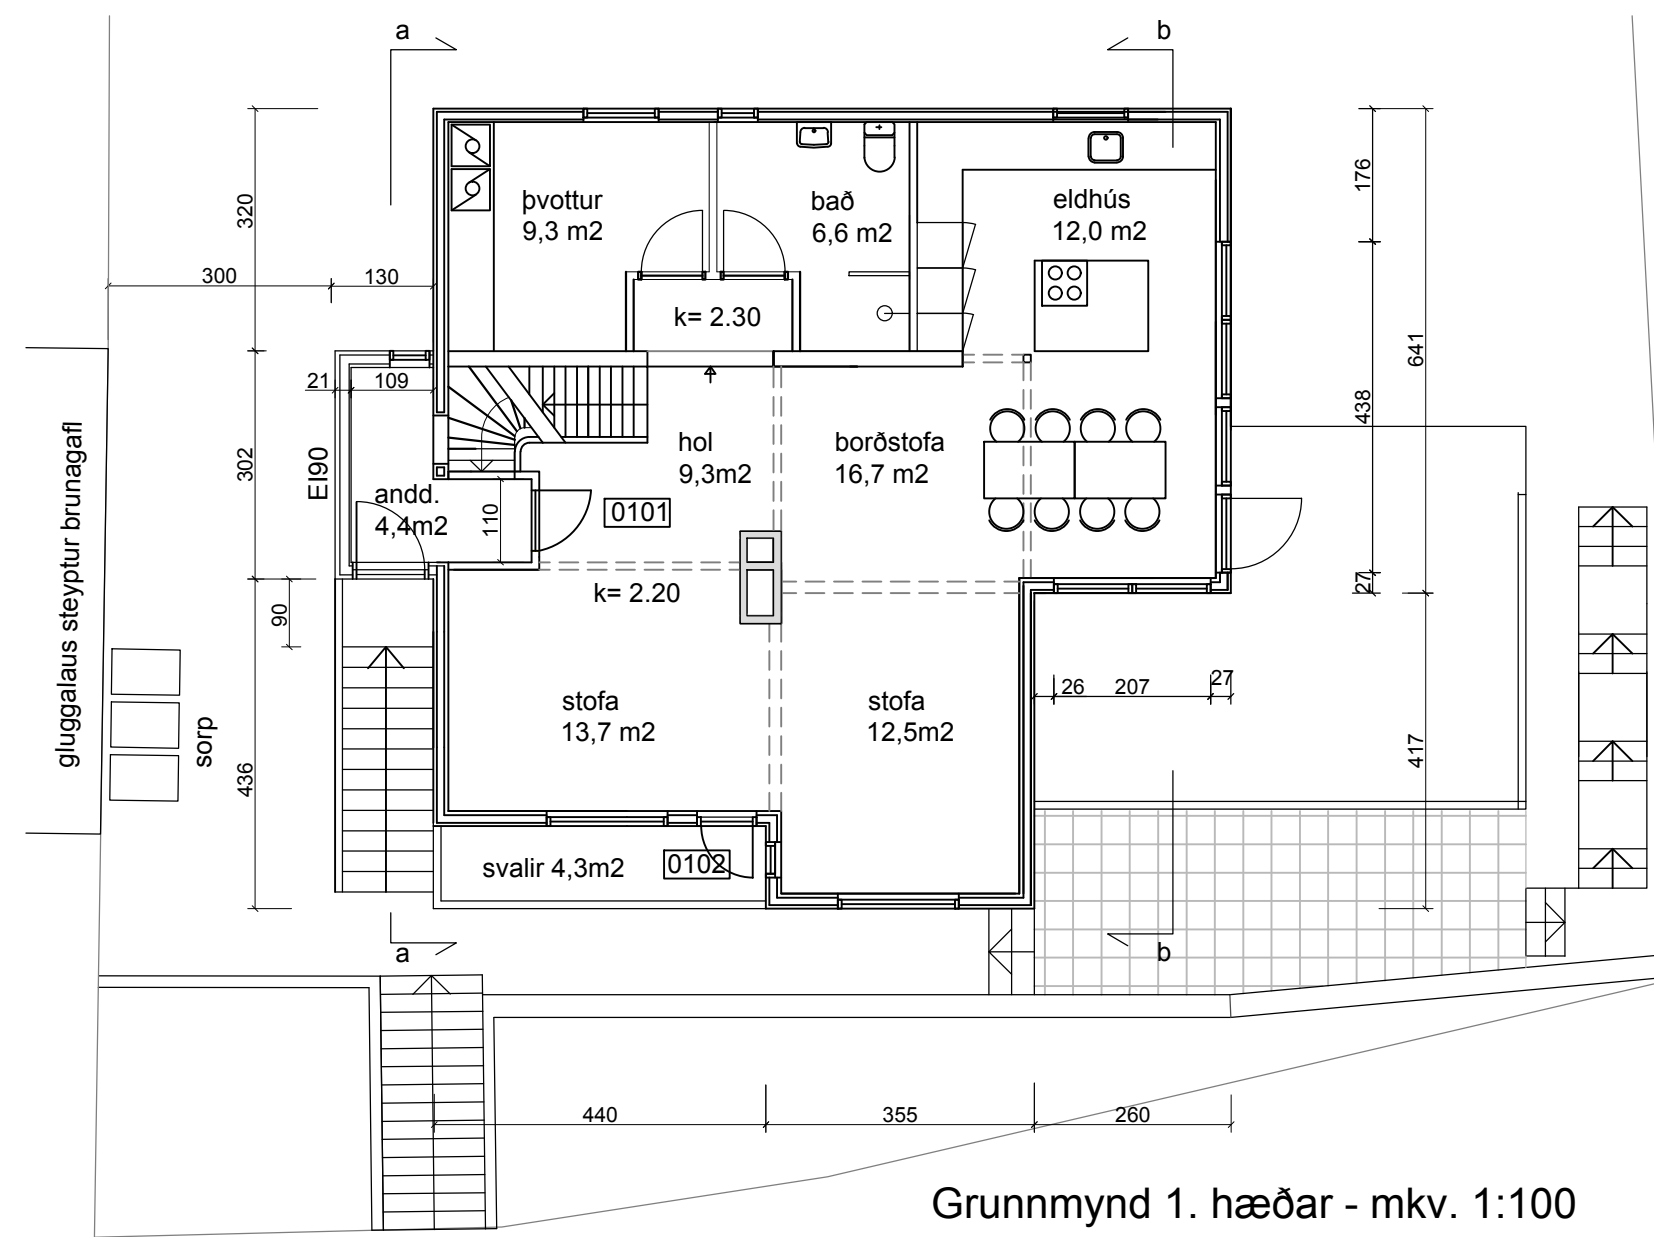 a
b
320
300
130
þvottur
9,3 m2
bað
6,6 m2
eldhús
12,0 m2
176
641
k= 2.30
21
109
438
302
EI90
andd.
4,4m2
110
hol
9,3m2
borðstofa
16,7 m2
0101
k= 2.20
27
90
gluggalaus steyptur brunagafl
sorp
stofa
13,7 m2
stofa
12,5m2
26
207
27
436
417
svalir 4,3m2
0102
a
b
440
355
260
Grunnmynd 1. hæðar - mkv. 1:100